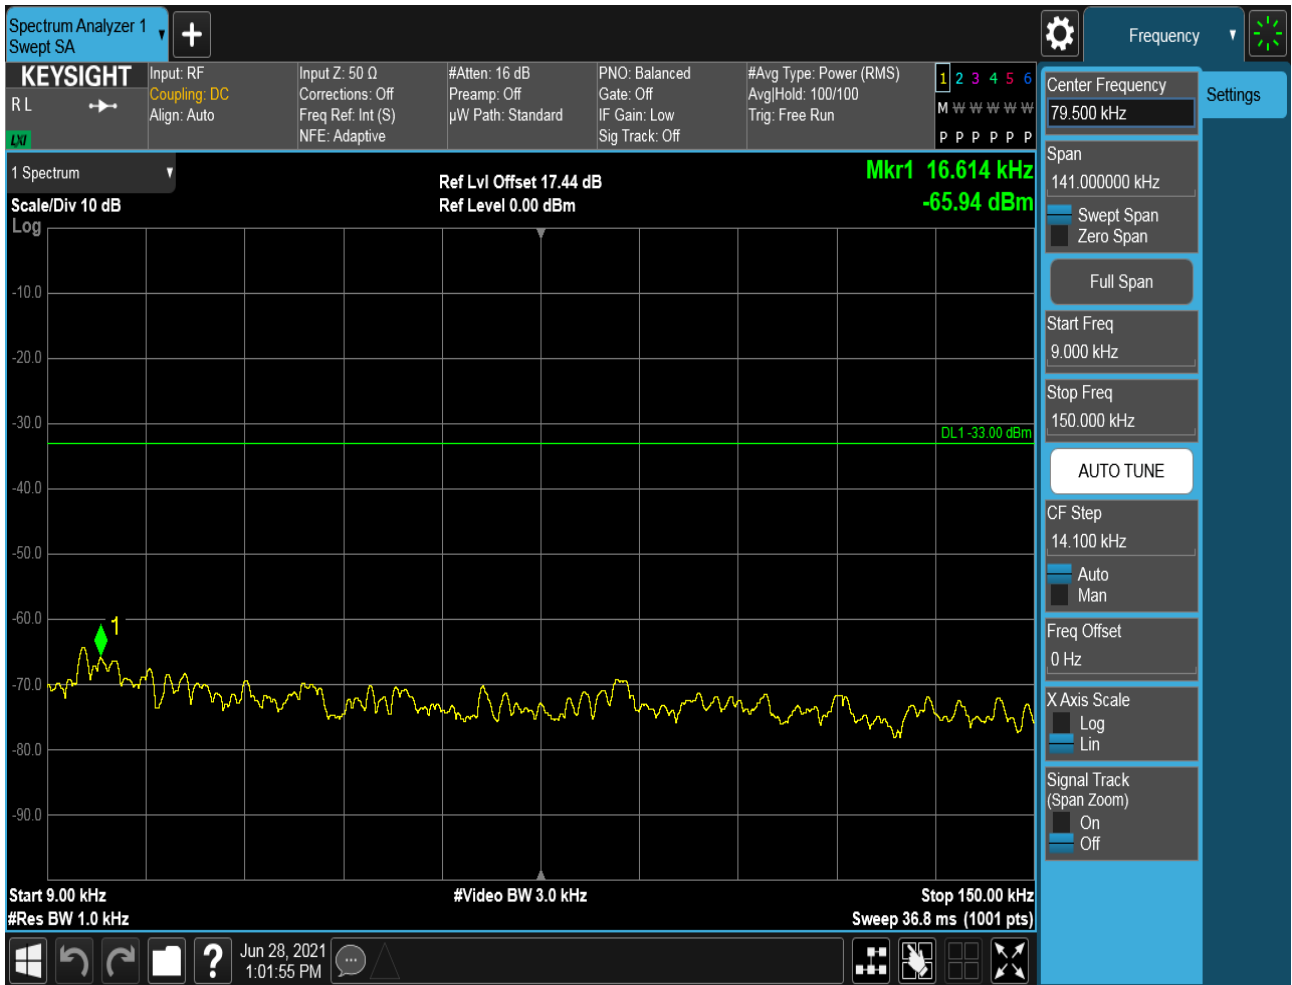 Spectrum Analyzer 1
Swept SA
+
Frequency
KEYSIGHT
R L
LXI
Input: RF
Coupling: DC
Align: Auto
Input Z: 50 Ω
Corrections: Off
Freq Ref: Int (S)
NFE: Adaptive
#Atten: 16 dB
Preamp: Off
µW Path: Standard
PNO: Balanced
Gate: Off
IF Gain: Low
Sig Track: Off
#Avg Type: Power (RMS)
Avg|Hold: 100/100
Trig: Free Run
1 2 3 4 5 6
M W W W W W
P P P P P P
1 Spectrum
Scale/Div 10 dB
Log
Ref Lvl Offset 17.44 dB
Ref Level 0.00 dBm
Mkr1 16.614 kHz
-65.94 dBm
-10.0
-20.0
-30.0
DL1 -33.00 dBm
-40.0
-50.0
-60.0
1
-70.0
-80.0
-90.0
Start 9.00 kHz
#Video BW 3.0 kHz
Stop 150.00 kHz
#Res BW 1.0 kHz
Sweep 36.8 ms (1001 pts)
?
Jun 28, 2021
1:01:55 PM
Center Frequency
79.500 kHz
Settings
Span
141.000000 kHz
Swept Span
Zero Span
Full Span
Start Freq
9.000 kHz
Stop Freq
150.000 kHz
AUTO TUNE
CF Step
14.100 kHz
Auto
Man
Freq Offset
0 Hz
X Axis Scale
Log
Lin
Signal Track
(Span Zoom)
On
Off